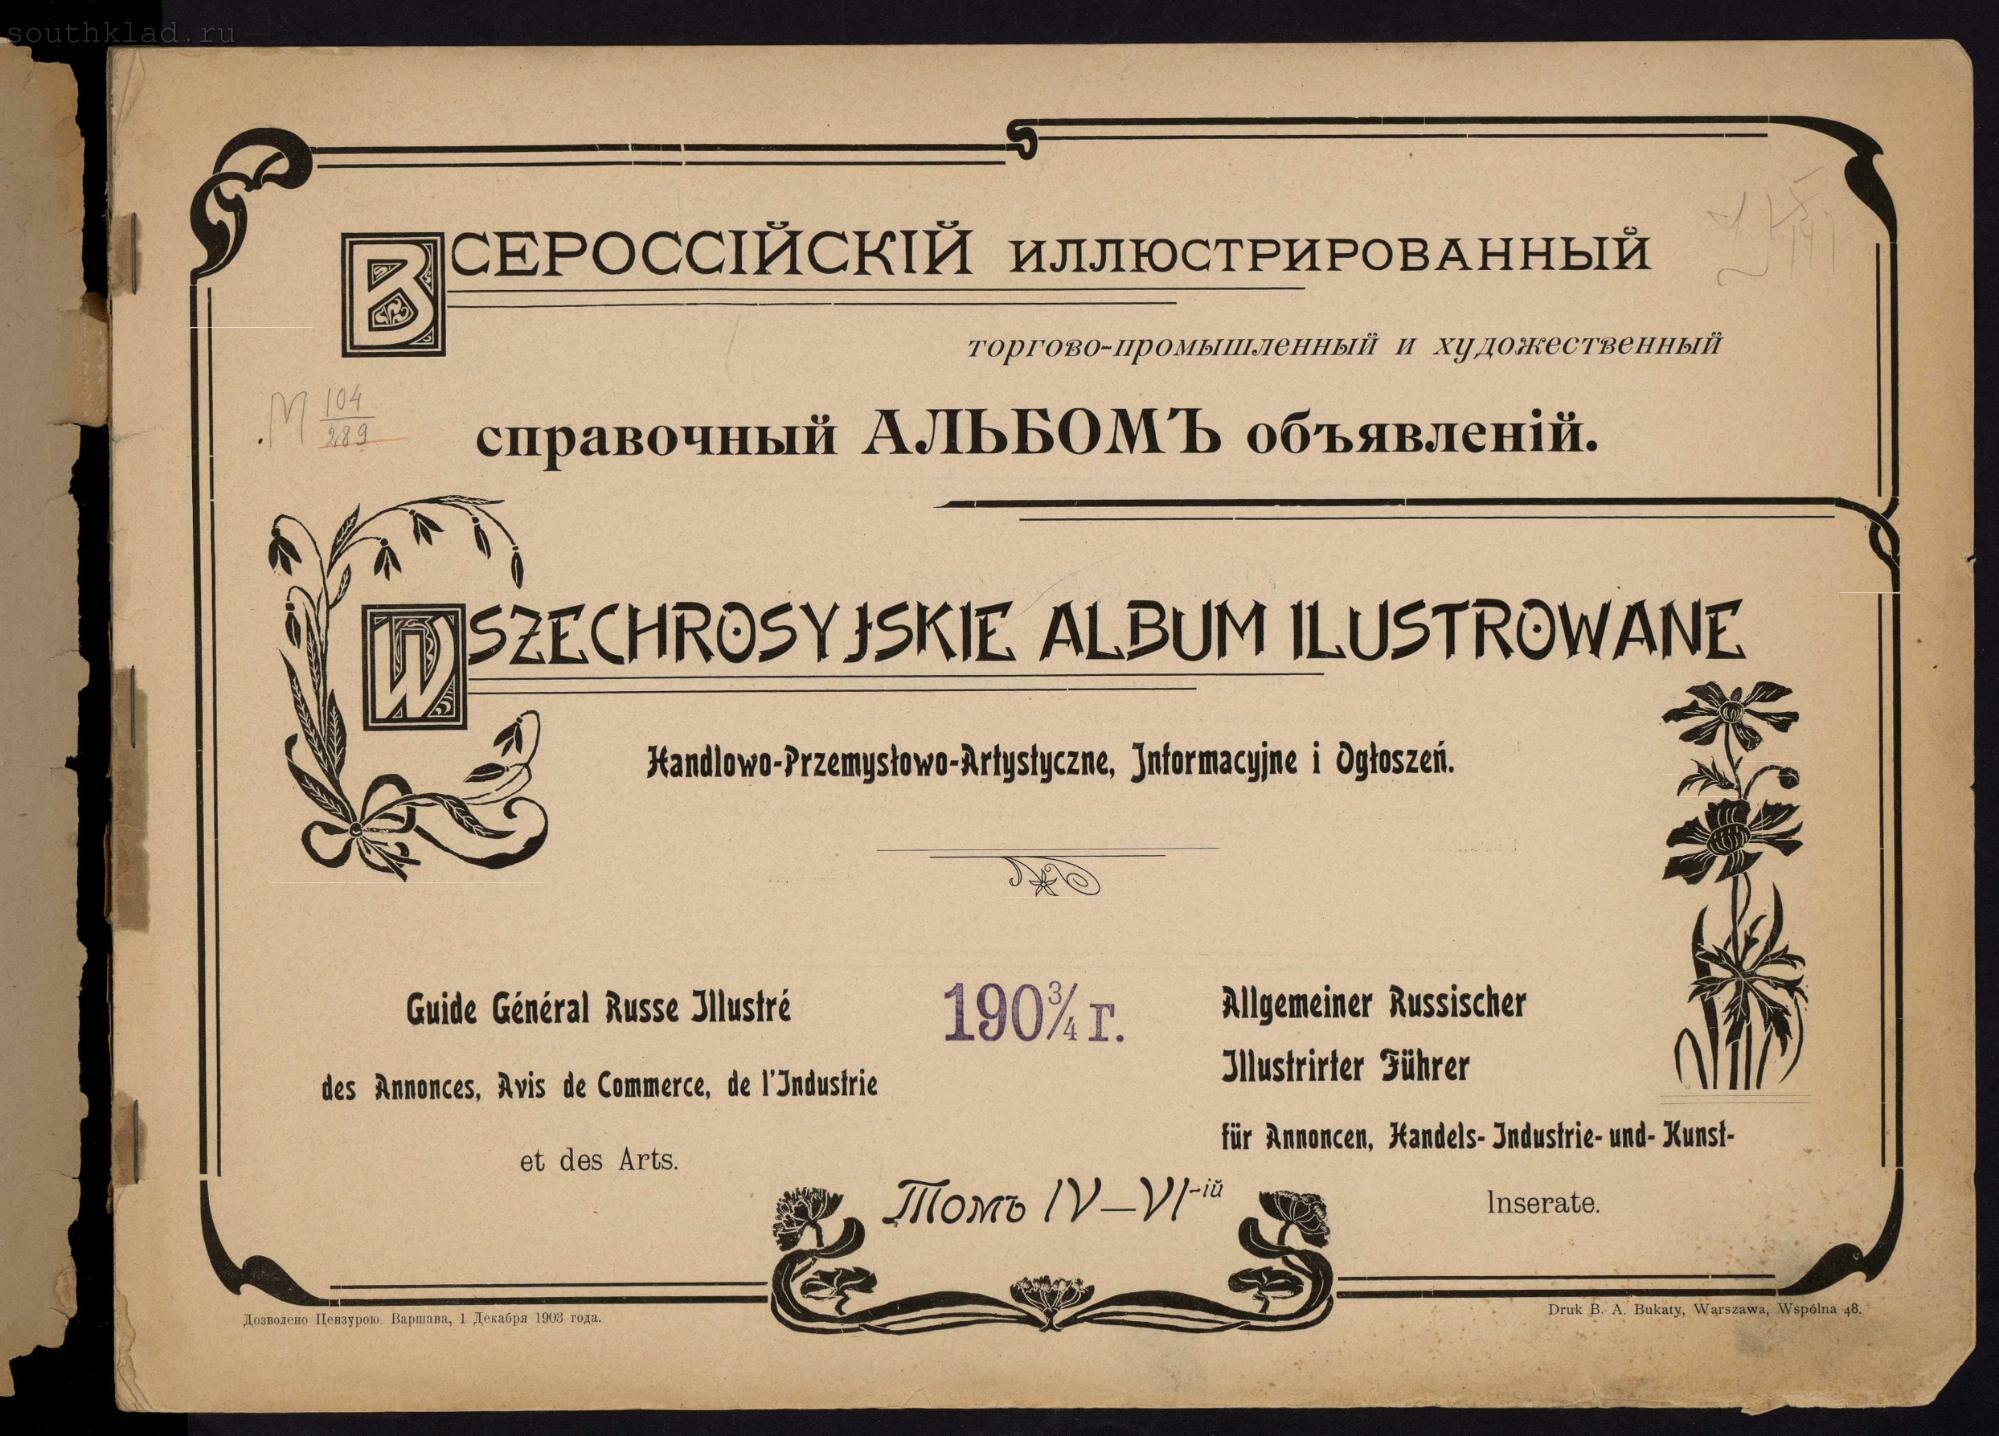 southklad.ru
ВСЕРОССІЙСКІЙ ИЛЛЮСТРИРОВАННЫЙ
торгово-промышленный и художественный
М 104
289
справочный АЛЬБОМЪ объявленій.
WSZECHROSYJSKIE ALBUM ILUSTROWANE
Handlowo-Przemysłowo-Artystyczne, Informacyjne i Ogłoszeń.
Guide Général Russe Illustré
des Annonces, Avis de Commerce, de l'Industrie
et des Arts.
190¾ г.
Allgemeiner Russischer
Illustrirter Führer
für Annoncen, Handels- Industrie- und- Kunst-
Inserate.
Томъ IV—VI-ій
Дозволено Цензурою. Варшава, 1 Декабря 1903 года.
Druk B. A. Bukaty, Warszawa, Wspólna 48.